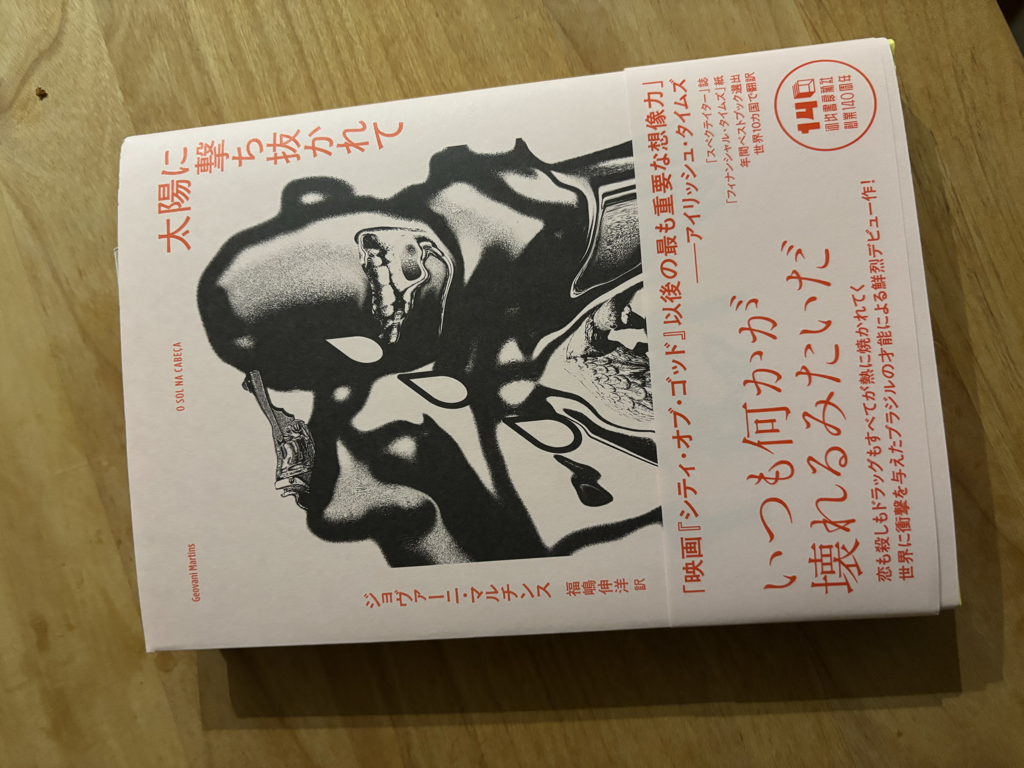 Geovani Martins
O SOL NA CABEÇA
太陽に
撃ち抜かれて
ジョヴァーニ・マルチンス
福嶋伸洋 訳
「映画『シティ・オブ・ゴッド』以後の最も重要な想像力」
――アイリッシュ・タイムズ
「スペクテイター」誌
「フィナンシャル・タイムズ」紙
年間ベストブック選出
世界10カ国で翻訳
いつも何かが
壊れるみたいだ
恋も殺しもドラッグもすべてが熱に焼かれてく
世界に衝撃を与えたブラジルの才能による鮮烈デビュー作！
140
河出書房新社
創業140周年